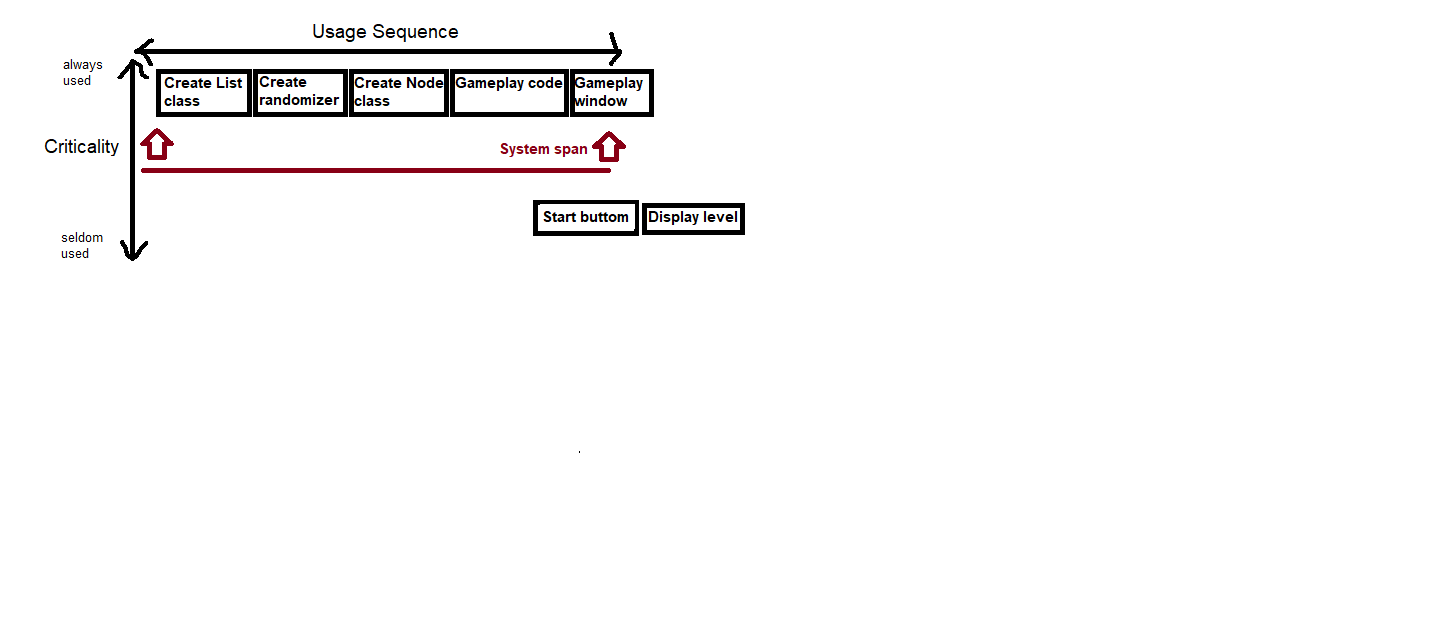 Usage Sequence
always
used
Create List
class
Create
randomizer
Create Node
class
Gameplay code
Gameplay
window
Criticality
System span
Start buttom
Display level
seldom
used